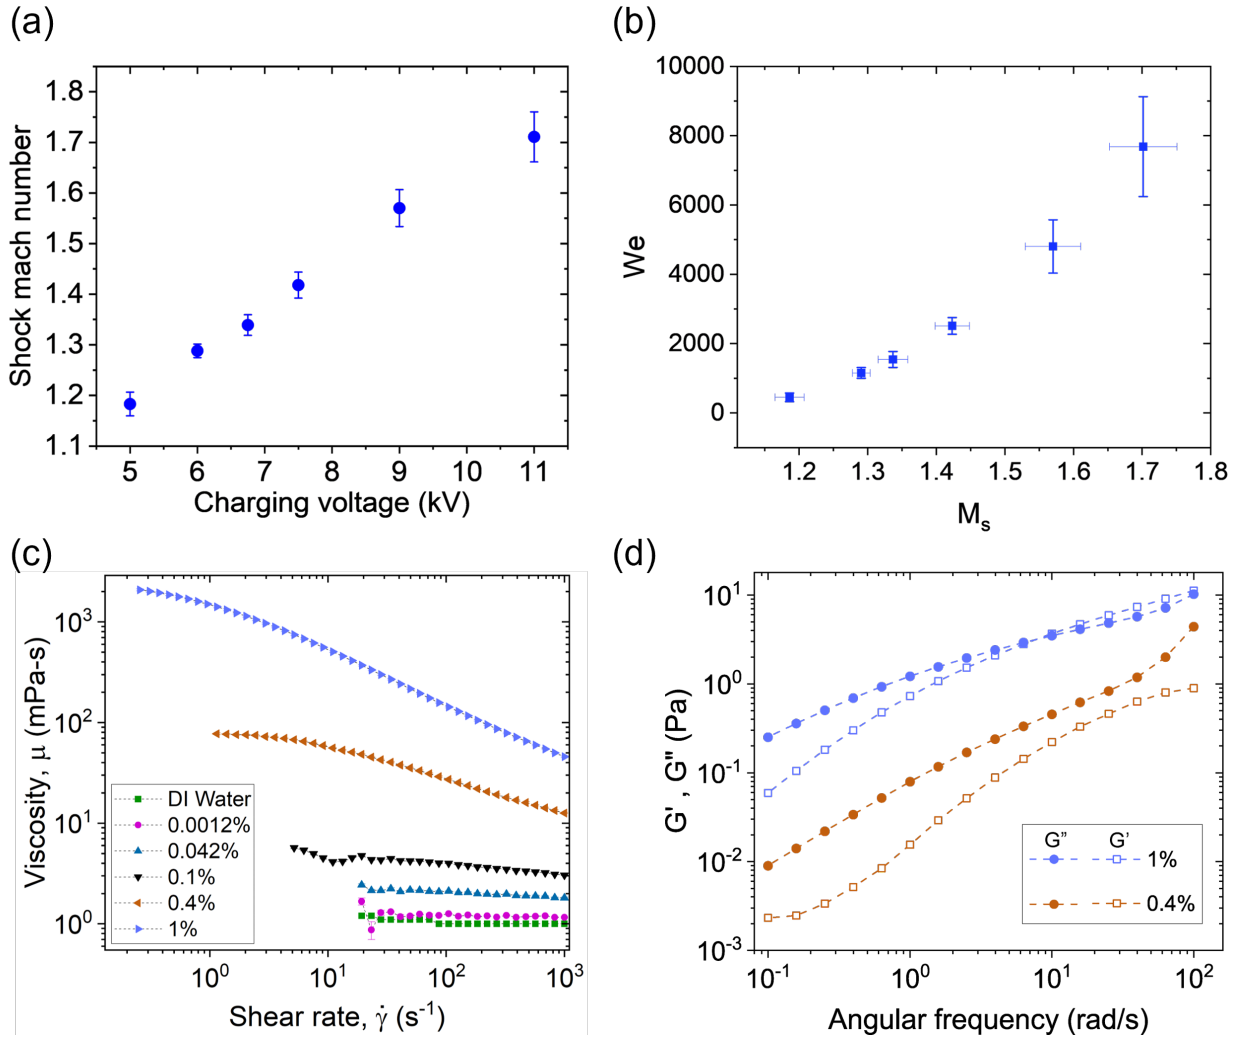 (a)
1.8
1.7
1.6
1.5
1.4
1.3
1.2
1.1
Shock mach number
5 6 7 8 9 10 11
Charging voltage (kV)
(b)
10000
8000
6000
4000
2000
0
We
1.2 1.3 1.4 1.5 1.6 1.7 1.8
Mₛ
(c)
10³
10²
10¹
10⁰
Viscosity, μ (mPa-s)
DI Water
0.0012%
0.042%
0.1%
0.4%
1%
10⁰ 10¹ 10² 10³
Shear rate, γ̇ (s⁻¹)
(d)
10¹
10⁰
10⁻¹
10⁻²
10⁻³
G' , G" (Pa)
G" G'
1%
0.4%
10⁻¹ 10⁰ 10¹ 10²
Angular frequency (rad/s)